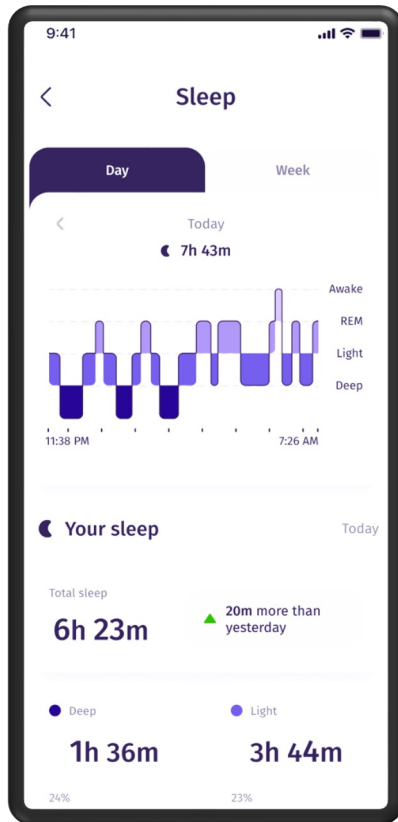 9:41
Sleep
Day Week
Today
7h 43m
Awake
REM
Light
Deep
11:38 PM 7:26 AM
Your sleep Today
Total sleep
6h 23m
20m more than
yesterday
Deep Light
1h 36m 3h 44m
24% 23%